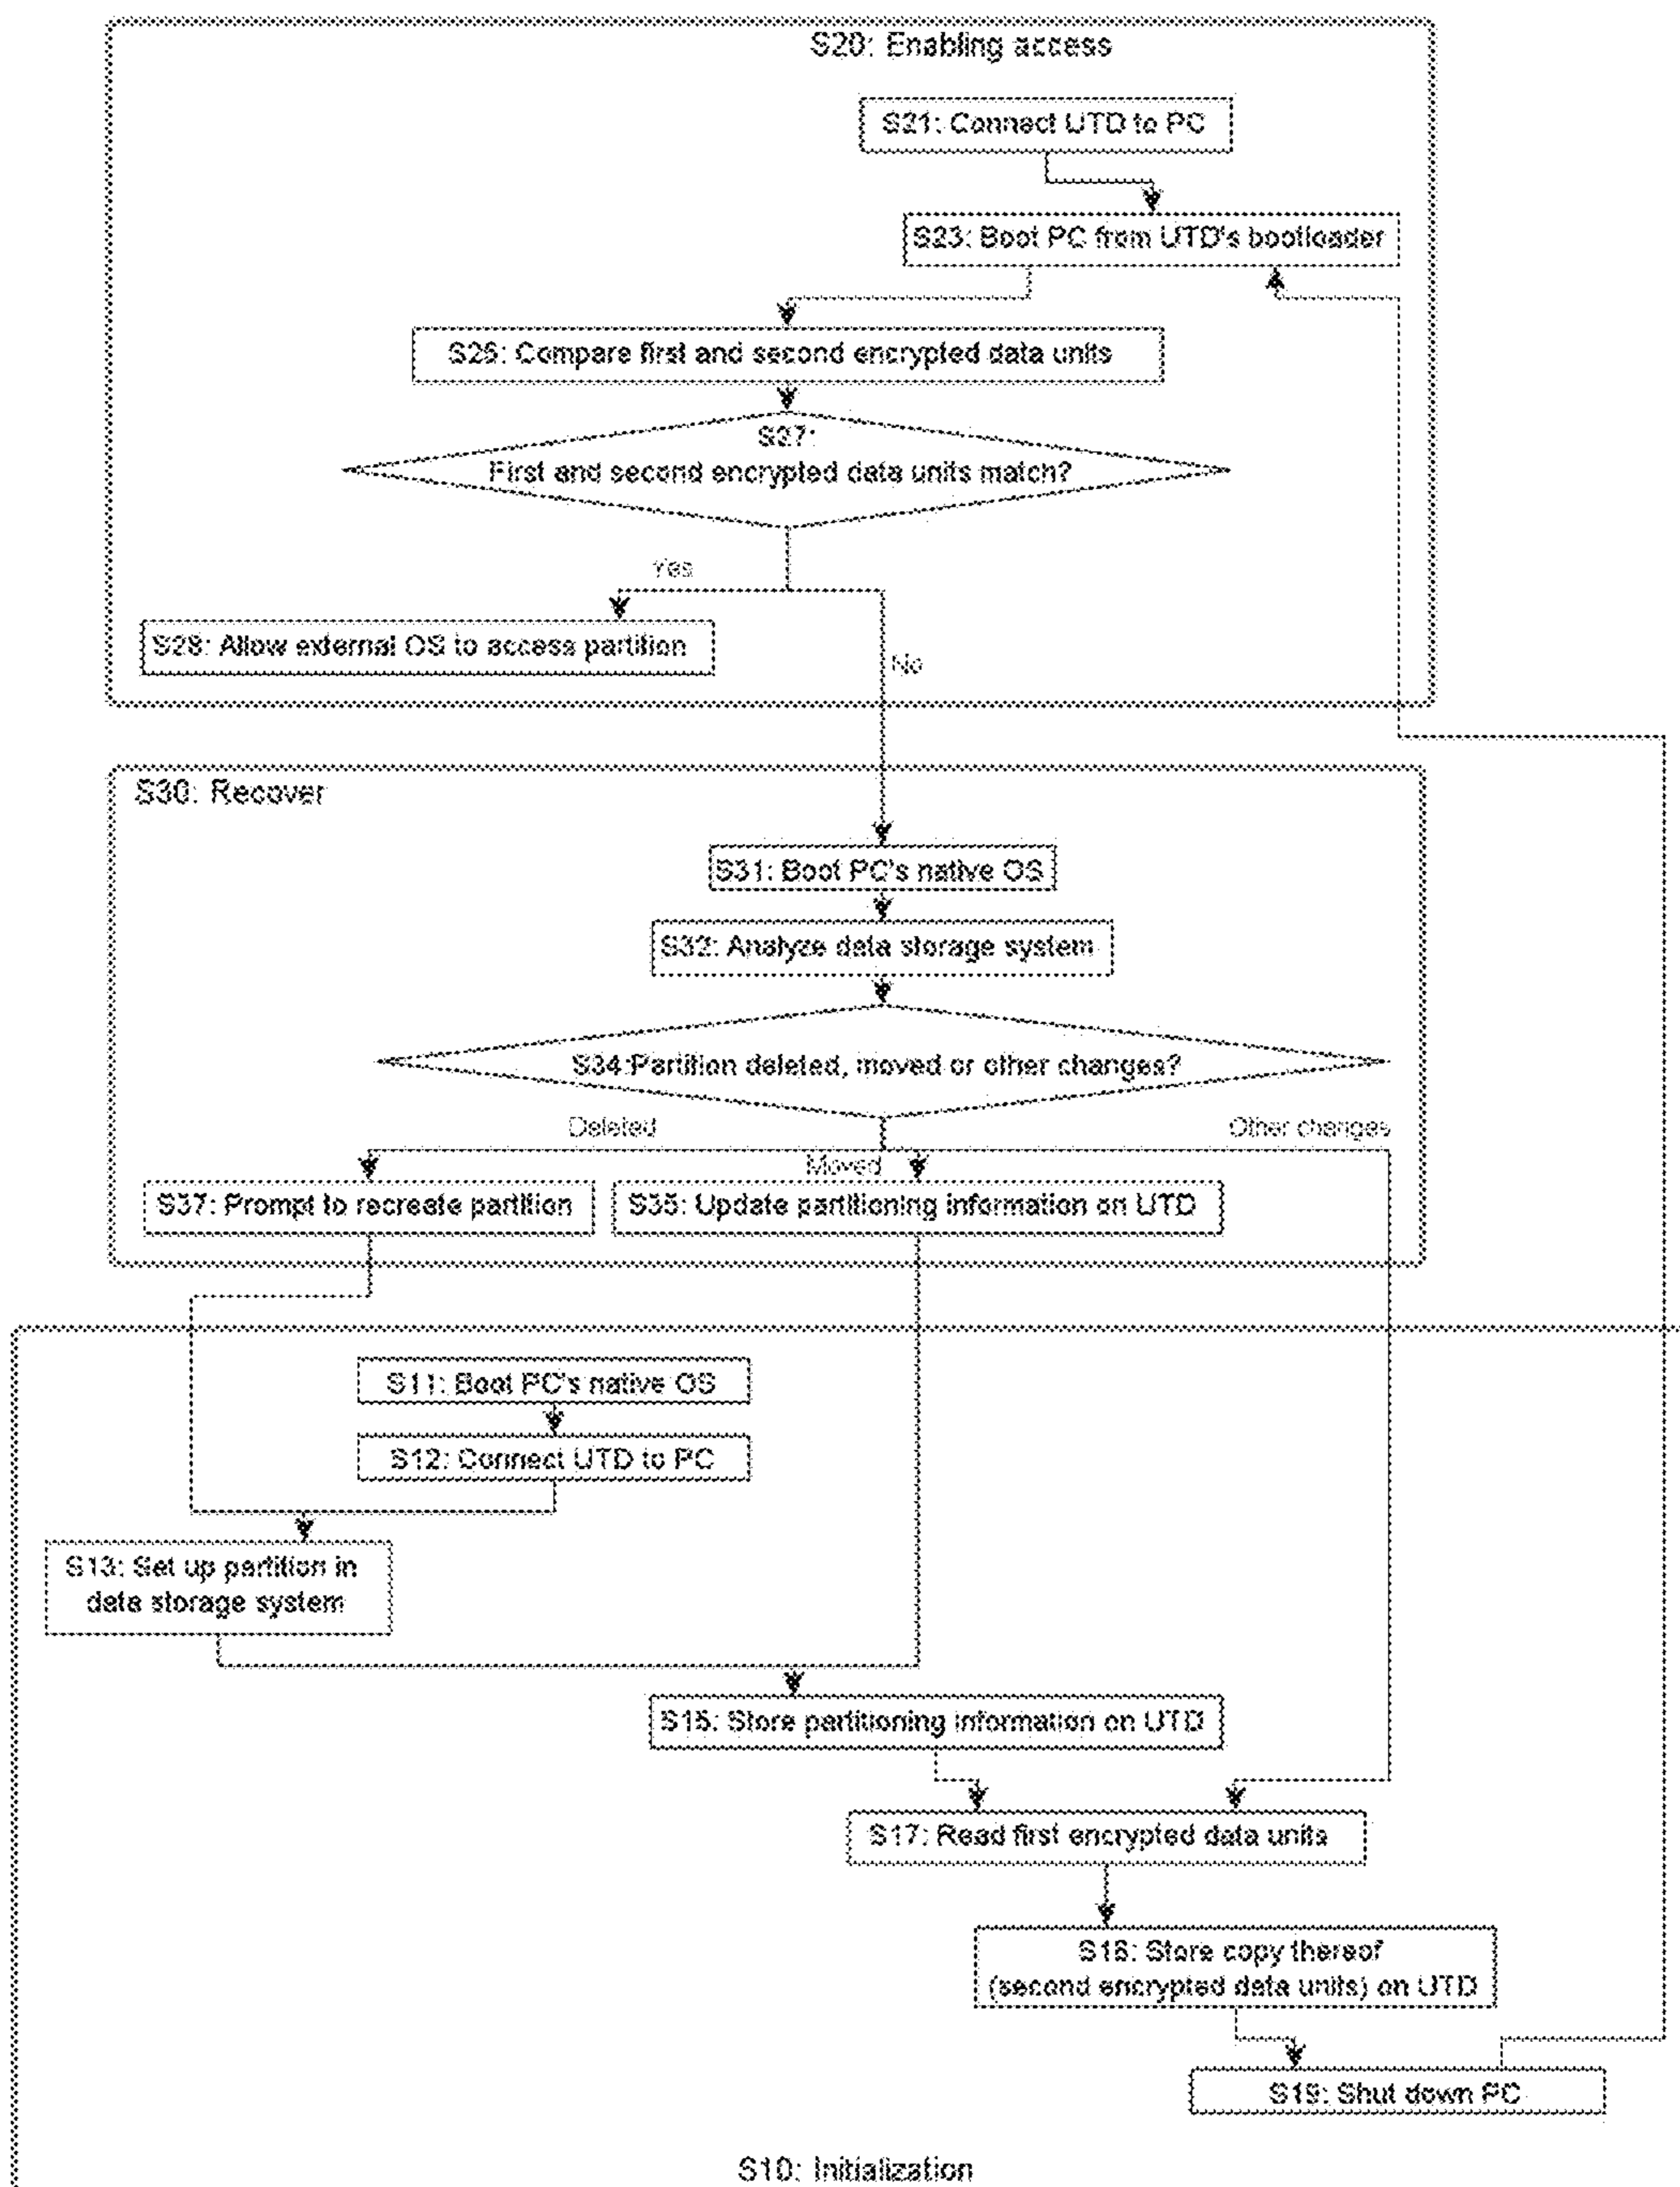 S20: Enabling access
S21: Connect UTD to PC
S23: Boot PC from UTD's bootloader
S26: Compare first and second encrypted data units
S27:
First and second encrypted data units match?
Yes
S28: Allow external OS to access partition
No
S30: Recover
S31: Boot PC's native OS
S32: Analyze data storage system
S34:Partition deleted, moved or other changes?
Deleted
Other changes
Moved
S37: Prompt to recreate partition
S35: Update partitioning information on UTD
S11: Boot PC's native OS
S12: Connect UTD to PC
S13: Set up partition in
data storage system
S15: Store partitioning information on UTD
S17: Read first encrypted data units
S18: Store copy thereof
(second encrypted data units) on UTD
S19: Shut down PC
S10: Initialization